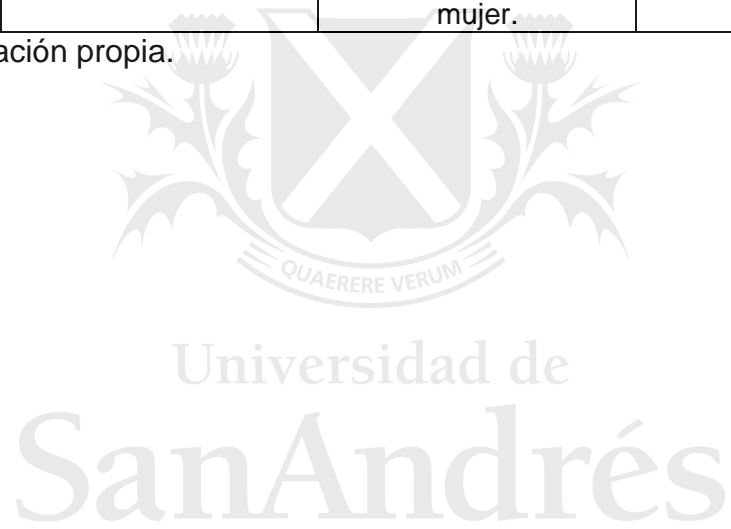 mujer.
ación propia.
QUAERERE VERUM
Universidad de
SanAndrés